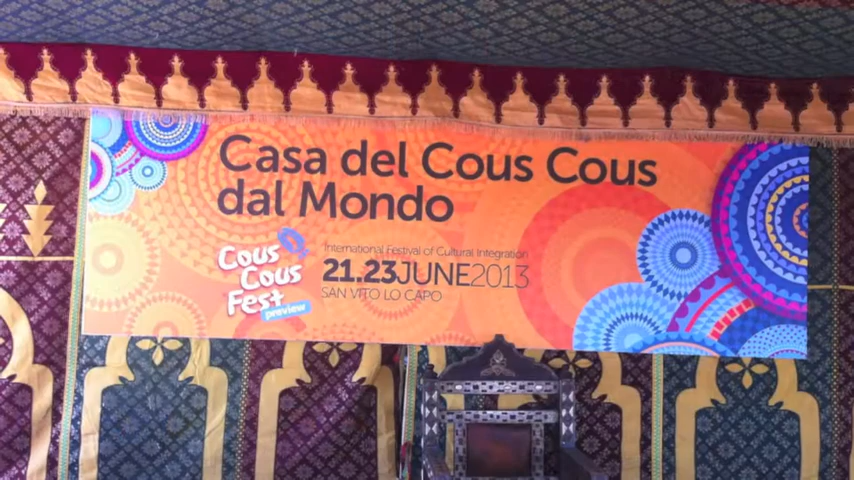 Casa del Cous Cous
dal Mondo
Cous
Cous
Fest
preview
International Festival of Cultural Integration
21.23JUNE2013
SAN VITO LO CAPO